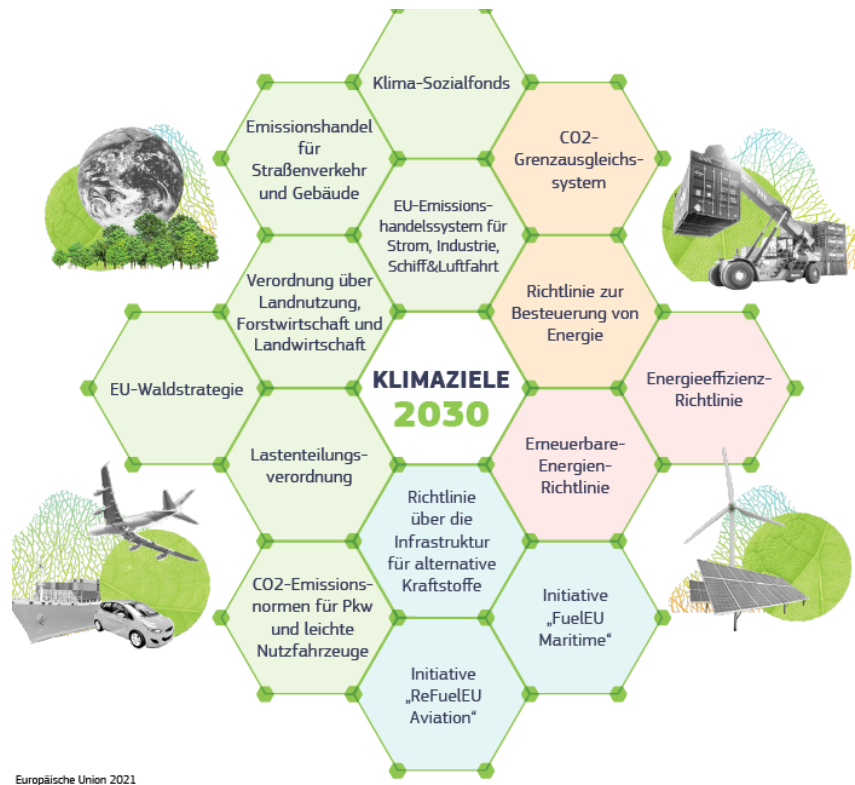 Klima-Sozialfonds
Emissionshandel
für
Straßenverkehr
und Gebäude
CO2-
Grenzausgleichs-
system
EU-Emissions-
handelssystem für
Strom, Industrie,
Schiff&Luftfahrt
Verordnung über
Landnutzung,
Forstwirtschaft und
Landwirtschaft
Richtlinie zur
Besteuerung von
Energie
EU-Waldstrategie
KLIMAZIELE
2030
Energieeffizienz-
Richtlinie
Lastenteilungs-
verordnung
Erneuerbare-
Energien-
Richtlinie
Richtlinie
über die
Infrastruktur
für alternative
Kraftstoffe
CO2-Emissions-
normen für Pkw
und leichte
Nutzfahrzeuge
Initiative
„FuelEU
Maritime“
Initiative
„ReFuelEU
Aviation“
Europäische Union 2021